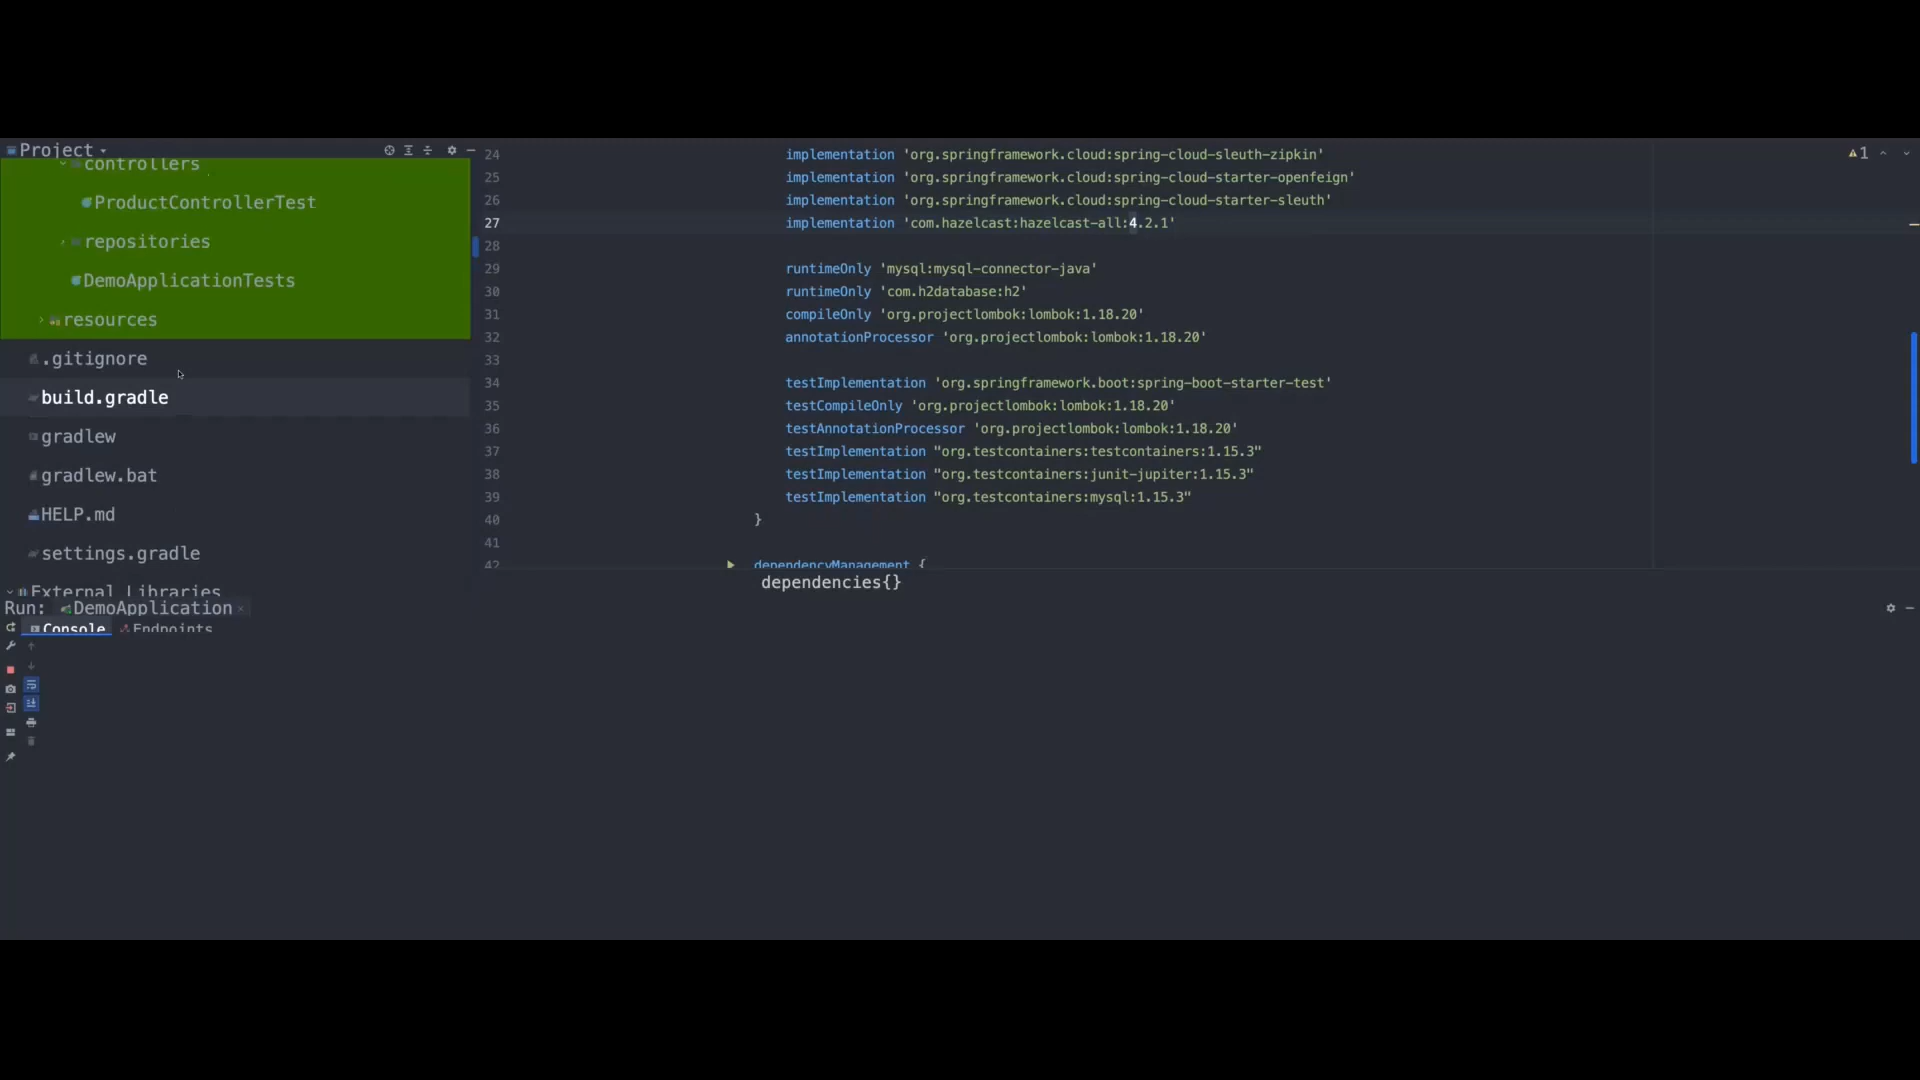 Project
controllers
ProductControllerTest
repositories
DemoApplicationTests
resources
.gitignore
build.gradle
gradlew
gradlew.bat
HELP.md
settings.gradle
External Libraries
24 implementation 'org.springframework.cloud:spring-cloud-sleuth-zipkin'
25 implementation 'org.springframework.cloud:spring-cloud-starter-openfeign'
26 implementation 'org.springframework.cloud:spring-cloud-starter-sleuth'
27 implementation 'com.hazelcast:hazelcast-all:4.2.1'
28
29 runtimeOnly 'mysql:mysql-connector-java'
30 runtimeOnly 'com.h2database:h2'
31 compileOnly 'org.projectlombok:lombok:1.18.20'
32 annotationProcessor 'org.projectlombok:lombok:1.18.20'
33
34 testImplementation 'org.springframework.boot:spring-boot-starter-test'
35 testCompileOnly 'org.projectlombok:lombok:1.18.20'
36 testAnnotationProcessor 'org.projectlombok:lombok:1.18.20'
37 testImplementation "org.testcontainers:testcontainers:1.15.3"
38 testImplementation "org.testcontainers:junit-jupiter:1.15.3"
39 testImplementation "org.testcontainers:mysql:1.15.3"
40 }
41
42 dependencyManagement {
dependencies{}
1
Run: DemoApplication
Console Endpoints